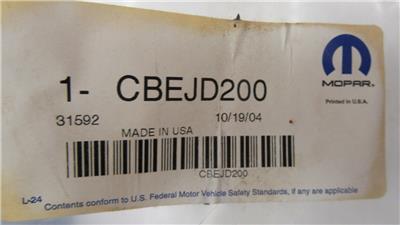 MOPAR®
Printed in U.S.A.
1- CBEJD200
31592 10/19/04
MADE IN USA
CBEJD200
L-24 Contents conform to U.S. Federal Motor Vehicle Safety Standards, if any are applicable